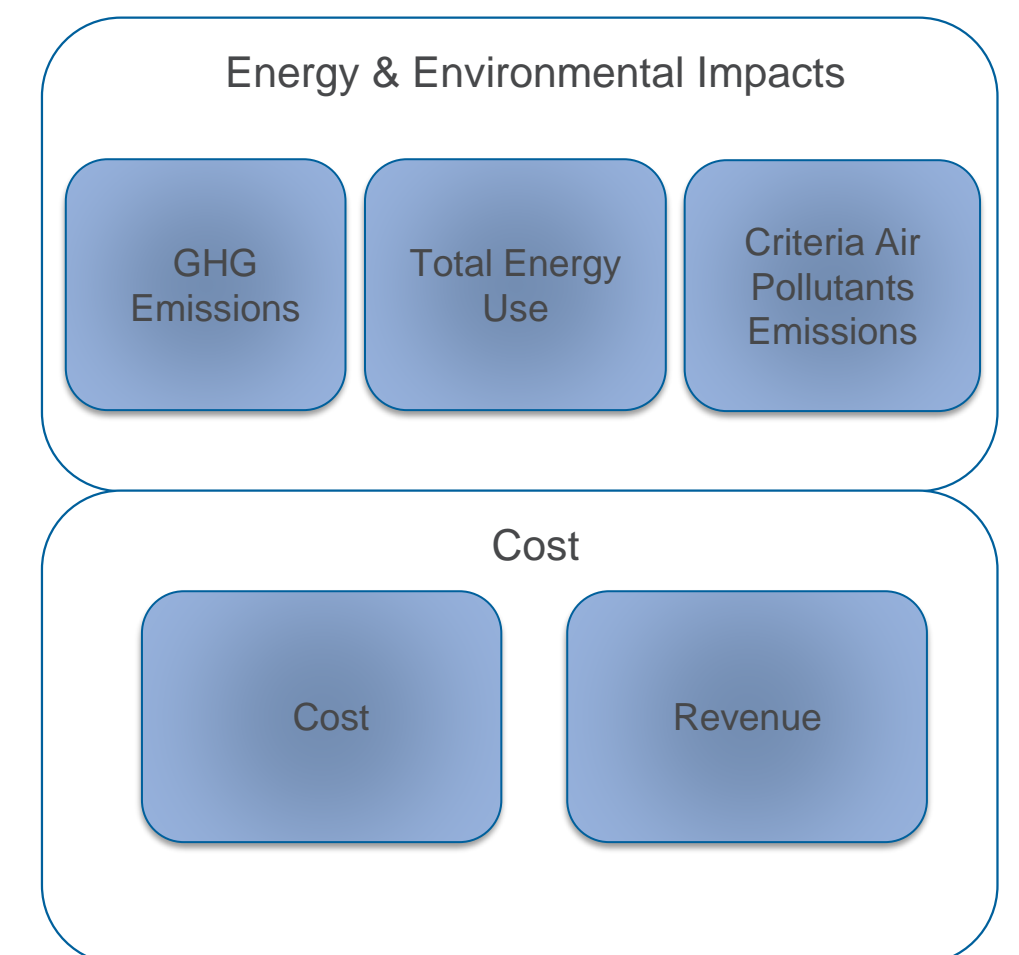 Energy & Environmental Impacts
GHG
Emissions
Total Energy
Use
Criteria Air
Pollutants
Emissions
Cost
Cost
Revenue